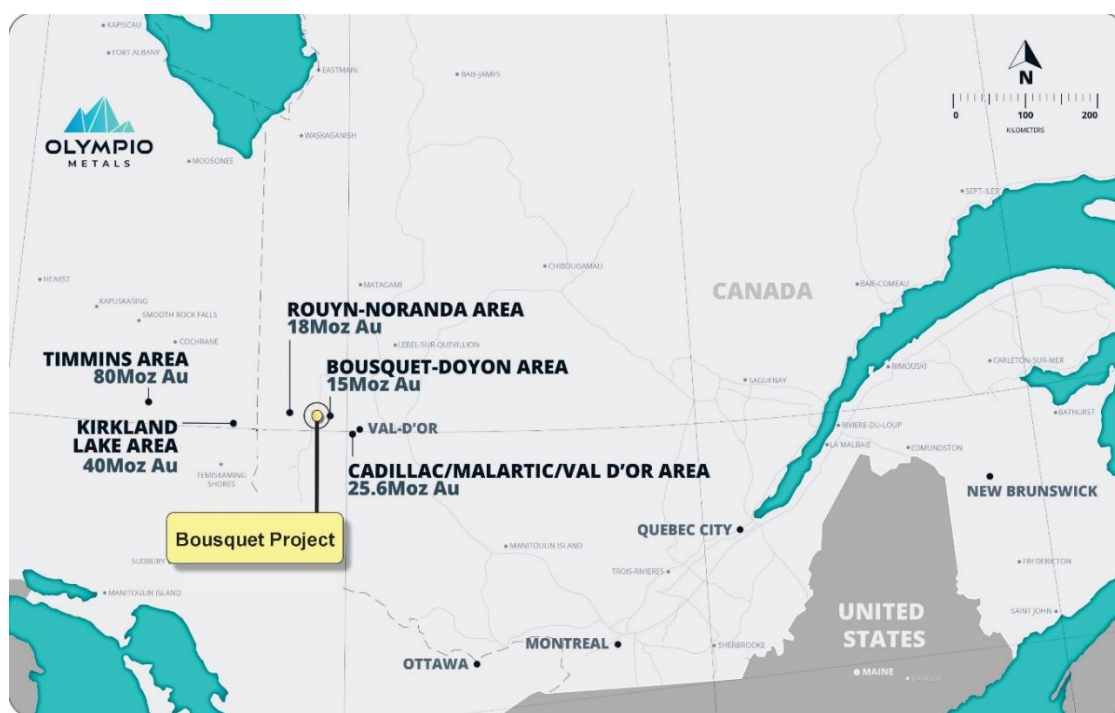 KAPISCAU
FORT ALBANY
EASTMAIN
BAIE-JAMES
N
0 100 200
KILOMETERS
OLYMPIO
METALS
WASKAGANISH
MOOSONEE
SEPT-ILES
HEARST
MATAGAMI
CHIBOUGAMAU
CANADA
BAIE-COMEAU
KAPUSKASING
SMOOTH ROCK FALLS
COCHRANE
ROUYN-NORANDA AREA
18Moz Au
LEBEL-SUR-QUEVILLION
TIMMINS AREA
80Moz Au
BOUSQUET-DOYON AREA
15Moz Au
RIMOUSKI
CARLETON-SUR-MER
SAGUENAY
BATHURST
KIRKLAND
LAKE AREA
40Moz Au
VAL-D'OR
RIVIERE-DU-LOUP
LA MALBAIE
EDMUNDSTON
TEMISKAMING
SHORES
CADILLAC/MALARTIC/VAL D'OR AREA
25.6Moz Au
NEW BRUNSWICK
Bousquet Project
QUEBEC CITY
MANITOULIN ISLAND
TROIS-RIVIERES
SUDBURY
FREDERICTON
MANITOULIN ISLAND
UNITED
STATES
SAINT JOHN
OTTAWA
MONTREAL
SHERBROOKE
MAINE
BANGOR